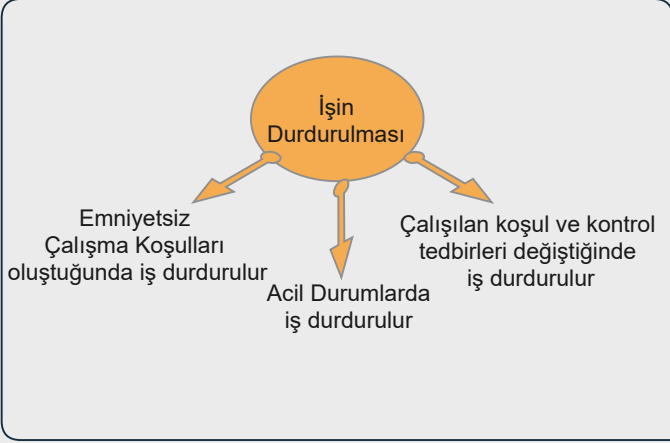 İşin
Durdurulması
Emniyetsiz
Çalışma Koşulları
oluştuğunda iş durdurulur
Acil Durumlarda
iş durdurulur
Çalışılan koşul ve kontrol
tedbirleri değiştiğinde
iş durdurulur